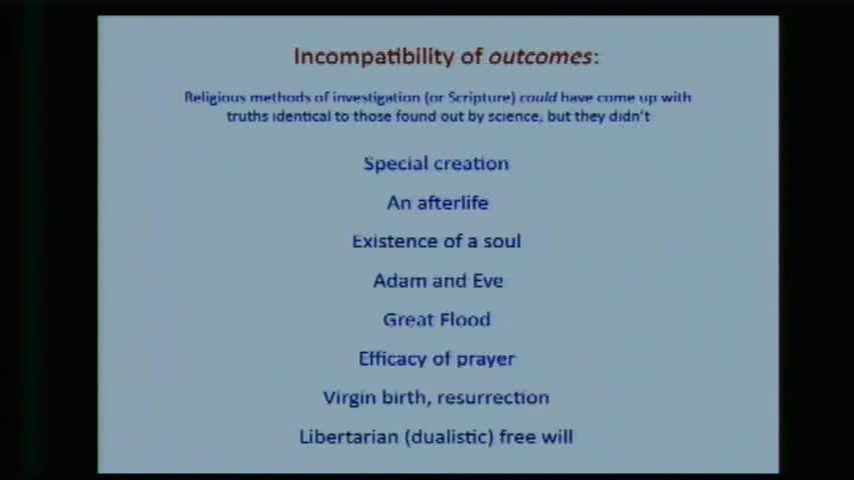 Incompatibility of outcomes:
Religious methods of investigation (or Scripture) could have come up with
truths identical to those found out by science, but they didn't
Special creation
An afterlife
Existence of a soul
Adam and Eve
Great Flood
Efficacy of prayer
Virgin birth, resurrection
Libertarian (dualistic) free will